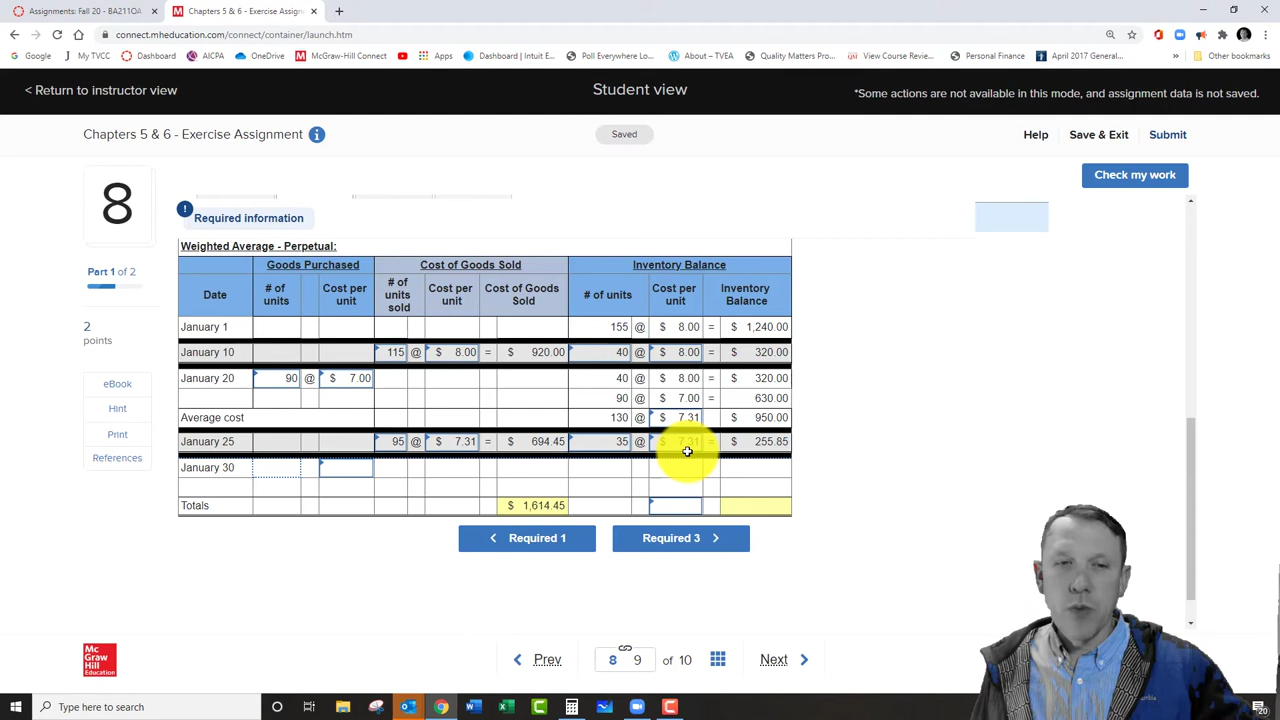 Assignments: Fall 20 - BA211OA
Chapters 5 & 6 - Exercise Assign
connect.mheducation.com/connect/container/launch.htm
Google
My TVCC
Dashboard
AICPA
OneDrive
McGraw-Hill Connect
Apps
Dashboard | Intuit E...
Poll Everywhere Lo...
About – TVEA
Quality Matters Pro...
View Course Revie...
Personal Finance
April 2017 General...
»
Other bookmarks
< Return to instructor view
Student view
*Some actions are not available in this mode, and assignment data is not saved.
Chapters 5 & 6 - Exercise Assignment
Saved
Help
Save & Exit
Submit
Check my work
8
! Required information
Part 1 of 2
2
points
eBook
Hint
Print
References
Weighted Average - Perpetual:
Goods Purchased Cost of Goods Sold Inventory Balance
Date # of units Cost per unit # of units sold Cost per unit Cost of Goods Sold # of units Cost per unit Inventory Balance
January 1 155 @ $ 8.00 = $ 1,240.00
January 10 115 @ $ 8.00 = $ 920.00 40 @ $ 8.00 = $ 320.00
January 20 90 @ $ 7.00 40 @ $ 8.00 = $ 320.00
90 @ $ 7.00 = 630.00
Average cost 130 @ $ 7.31 $ 950.00
January 25 95 @ $ 7.31 = $ 694.45 35 @ $ 7.31 = $ 255.85
January 30
Totals $ 1,614.45
< Required 1
Required 3 >
Mc
Graw
Hill
Education
< Prev
8 9 of 10
Next >
Type here to search
20